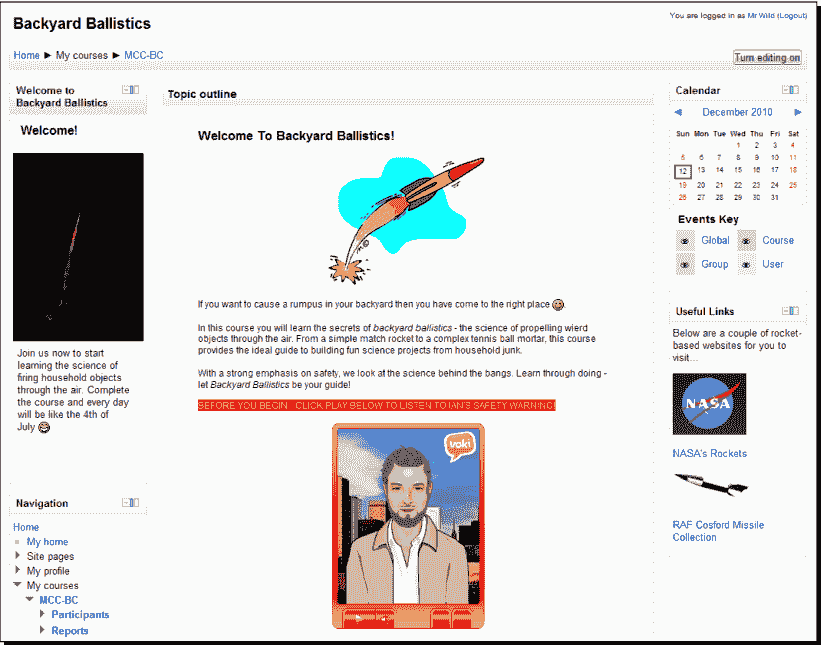 Backyard Ballistics
You are logged in as Mr Wild (Logout)
Home ► My courses ► MCC-BC
Turn editing on
Welcome to
Backyard Ballistics
Welcome!
Join us now to start
learning the science of
firing household objects
through the air. Complete
the course and every day
will be like the 4th of
July
Navigation
Home
My home
Site pages
My profile
My courses
MCC-BC
Participants
Reports
Topic outline
Welcome To Backyard Ballistics!
If you want to cause a rumpus in your backyard then you have come to the right place
In this course you will learn the secrets of backyard ballistics - the science of propelling wierd
objects through the air. From a simple match rocket to a complex tennis ball mortar, this course
provides the ideal guide to building fun science projects from household junk.
With a strong emphasis on safety, we look at the science behind the bangs. Learn through doing -
let Backyard Ballistics be your guide!
BEFORE YOU BEGIN - CLICK PLAY BELOW TO LISTEN TO IAN'S SAFETY WARNING!
voki
Calendar
◄ December 2010 ►
Sun Mon Tue Wed Thu Fri Sat
1 2 3 4
5 6 7 8 9 10 11
12 13 14 15 16 17 18
19 20 21 22 23 24 25
26 27 28 29 30 31
Events Key
Global Course
Group User
Useful Links
Below are a couple of rocket-
based websites for you to
visit...
NASA
NASA's Rockets
RAF Cosford Missile
Collection